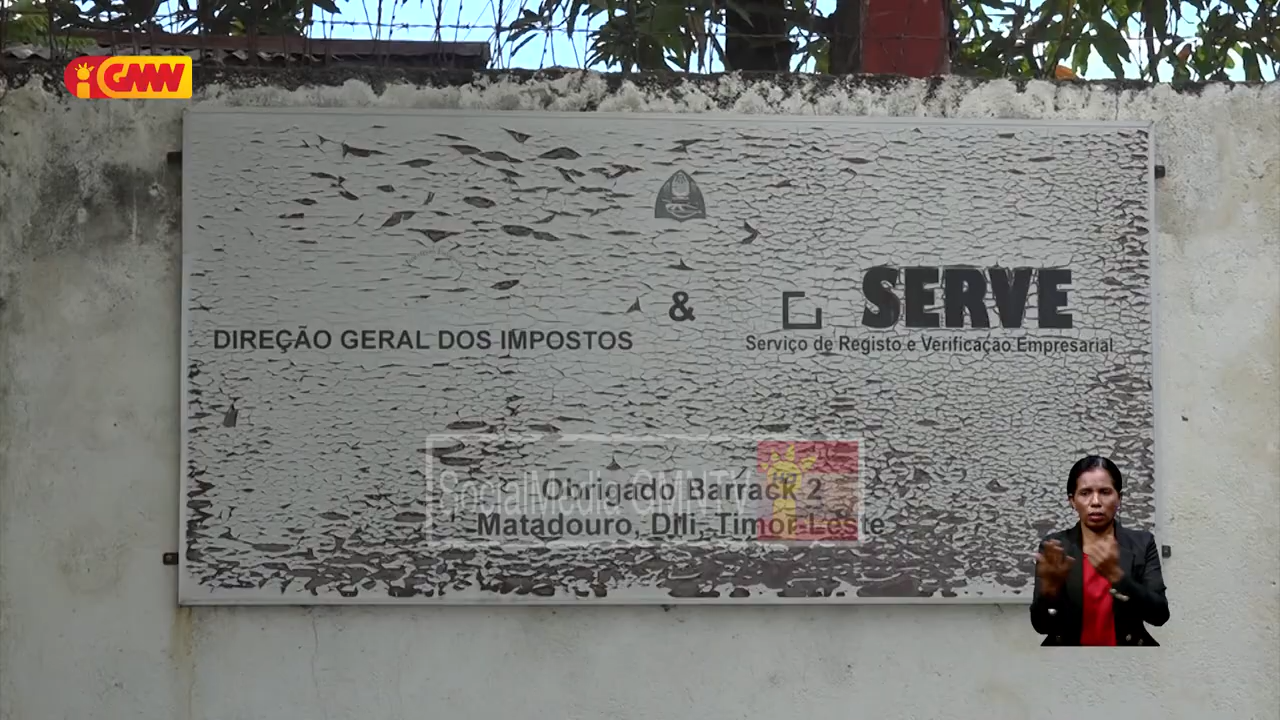 GMN
DIREÇÃO GERAL DOS IMPOSTOS
&
SERVE
Serviço de Registo e Verificação Empresarial
SocialMedia GMNTV
Obrigado Barrack 2
Matadouro, Dili, Timor-Leste